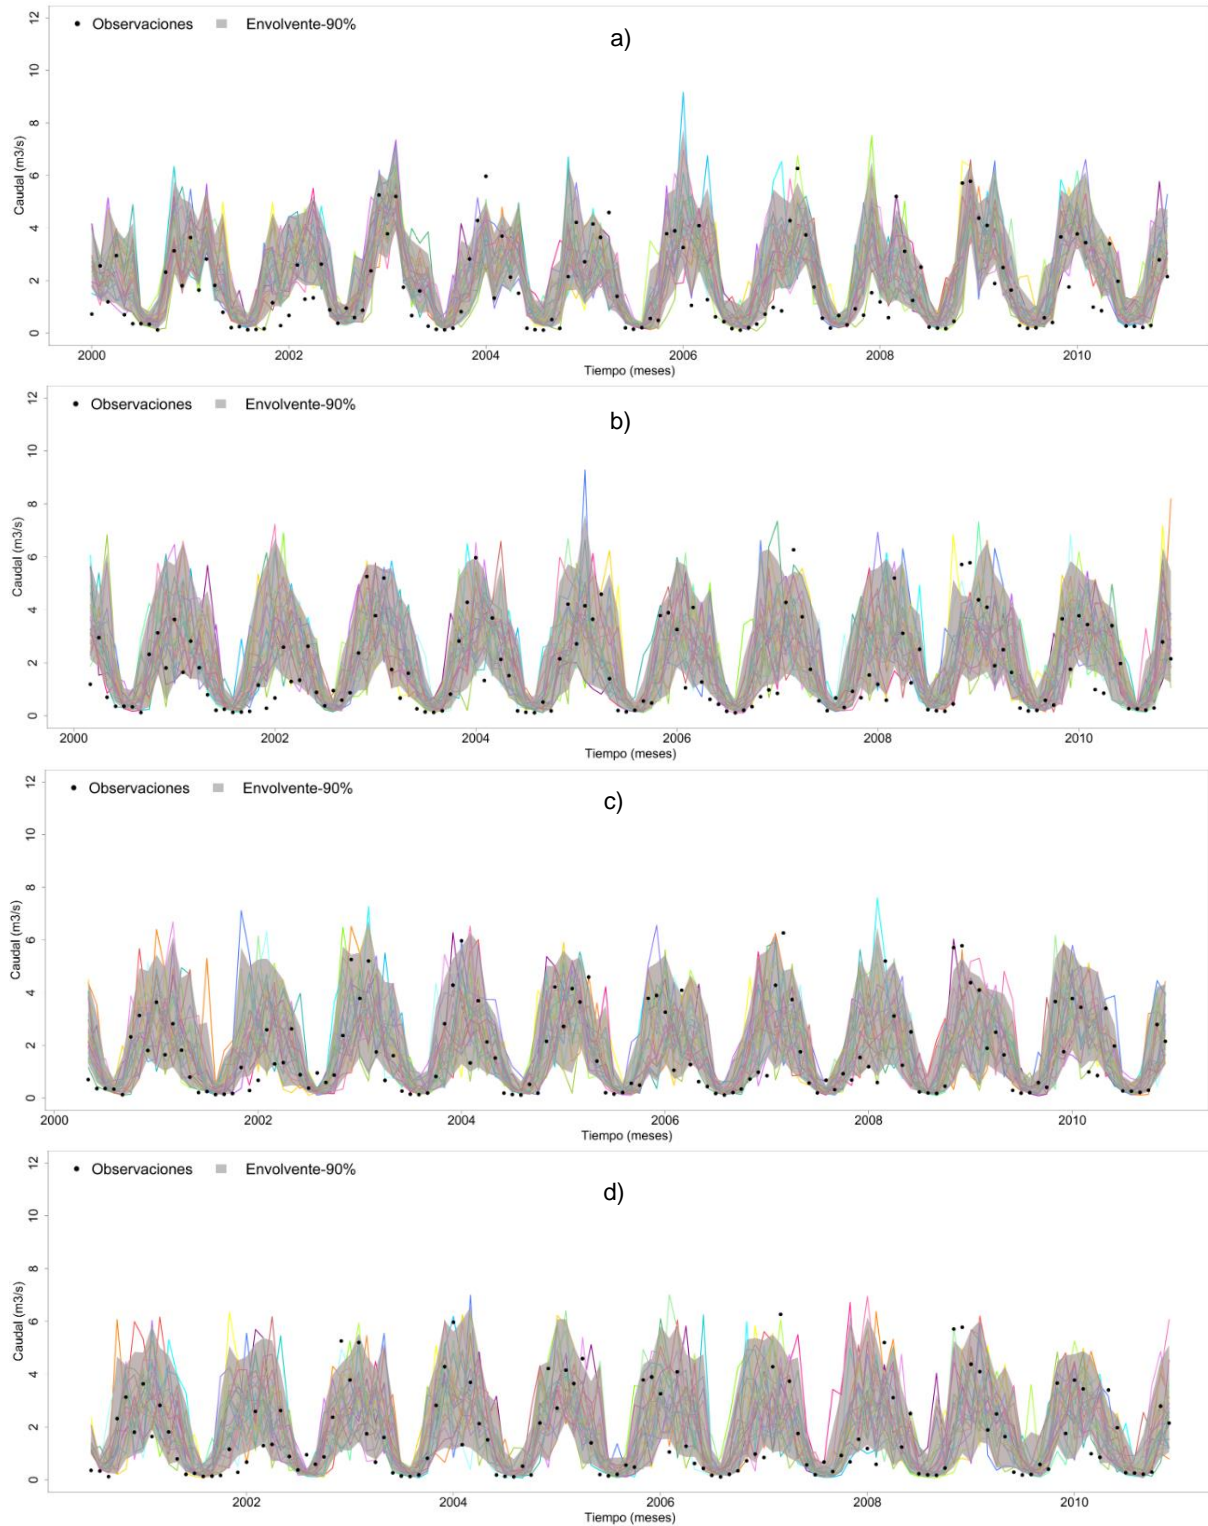 Observaciones Envolvente-90%
a)
Caudal (m3/s)
12
10
8
6
4
2
0
2000 2002 2004 2006 2008 2010
Tiempo (meses)
Observaciones Envolvente-90%
b)
Caudal (m3/s)
12
10
8
6
4
2
0
2000 2002 2004 2006 2008 2010
Tiempo (meses)
Observaciones Envolvente-90%
c)
Caudal (m3/s)
12
10
8
6
4
2
0
2000 2002 2004 2006 2008 2010
Tiempo (meses)
Observaciones Envolvente-90%
d)
Caudal (m3/s)
12
10
8
6
4
2
0
2002 2004 2006 2008 2010
Tiempo (meses)